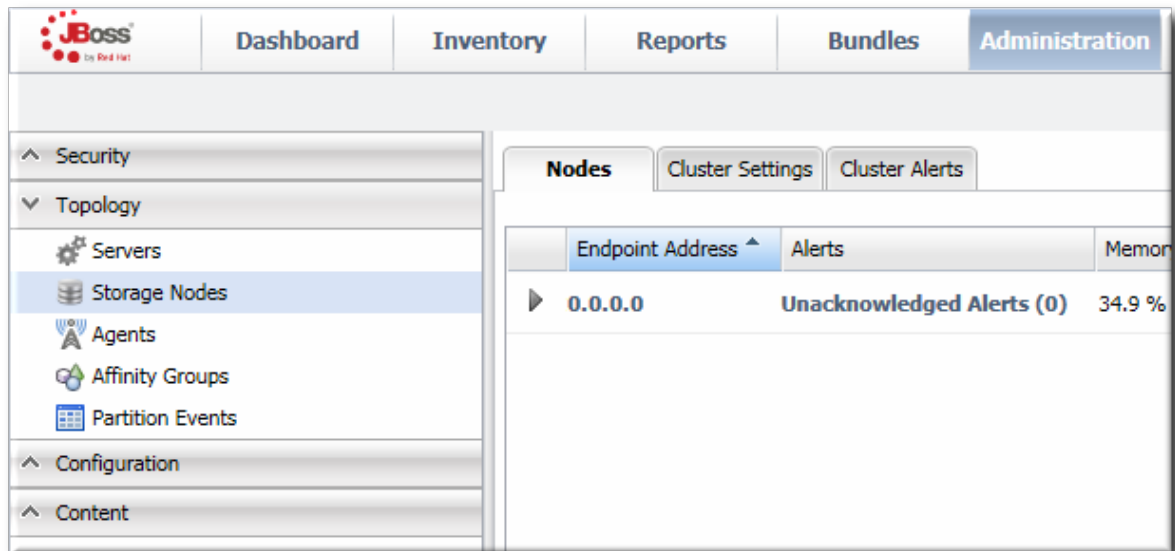 JBoss
by Red Hat
Dashboard Inventory Reports Bundles Administration
Security
Nodes Cluster Settings Cluster Alerts
Topology
Servers
Endpoint Address Alerts
Storage Nodes
0.0.0.0 Unacknowledged Alerts (0) 34.9 %
Agents
Affinity Groups
Partition Events
Configuration
Content